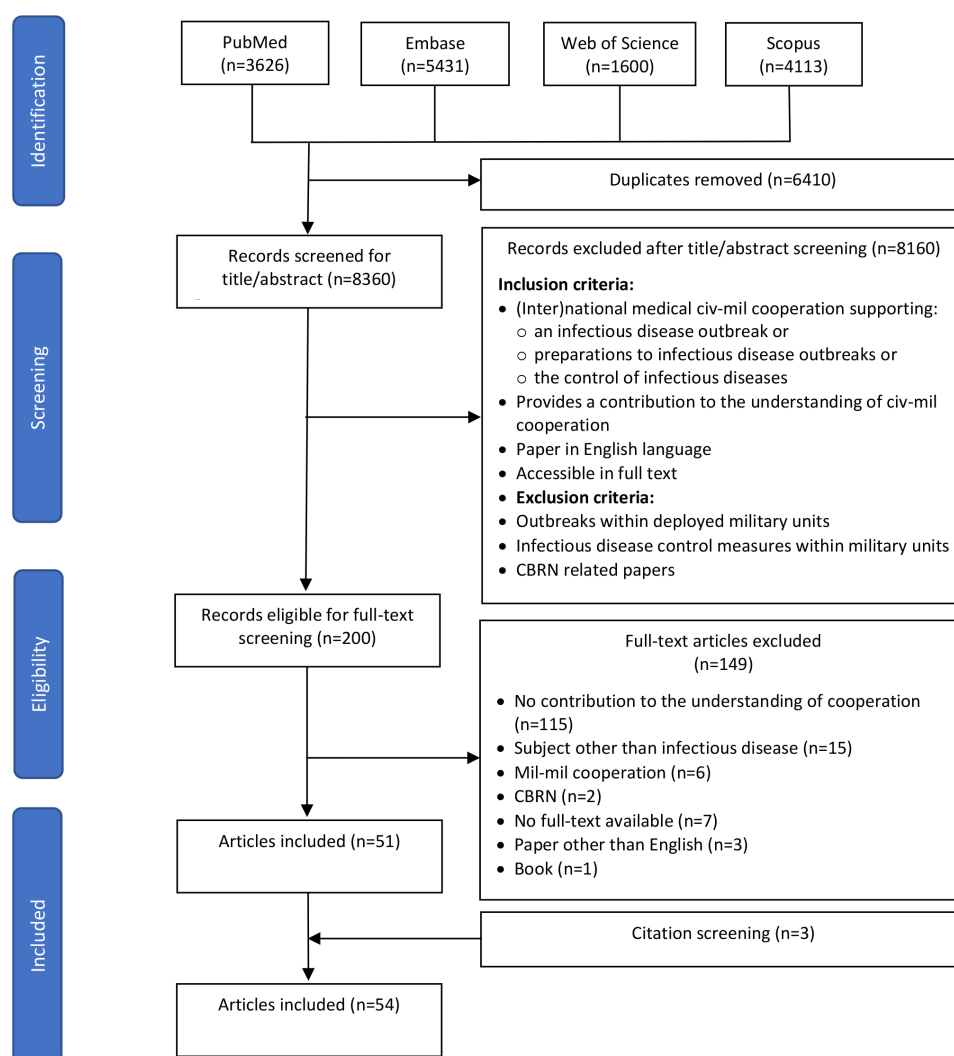 Identification
PubMed
(n=3626)
Embase
(n=5431)
Web of Science
(n=1600)
Scopus
(n=4113)
Duplicates removed (n=6410)
Screening
Records screened for
title/abstract (n=8360)
Records excluded after title/abstract screening (n=8160)
Inclusion criteria:
• (Inter)national medical civ-mil cooperation supporting:
o an infectious disease outbreak or
o preparations to infectious disease outbreaks or
o the control of infectious diseases
• Provides a contribution to the understanding of civ-mil
cooperation
• Paper in English language
• Accessible in full text
• Exclusion criteria:
• Outbreaks within deployed military units
• Infectious disease control measures within military units
• CBRN related papers
Eligibility
Records eligible for full-text
screening (n=200)
Full-text articles excluded
(n=149)
• No contribution to the understanding of cooperation
(n=115)
• Subject other than infectious disease (n=15)
• Mil-mil cooperation (n=6)
• CBRN (n=2)
• No full-text available (n=7)
• Paper other than English (n=3)
• Book (n=1)
Included
Articles included (n=51)
Citation screening (n=3)
Articles included (n=54)